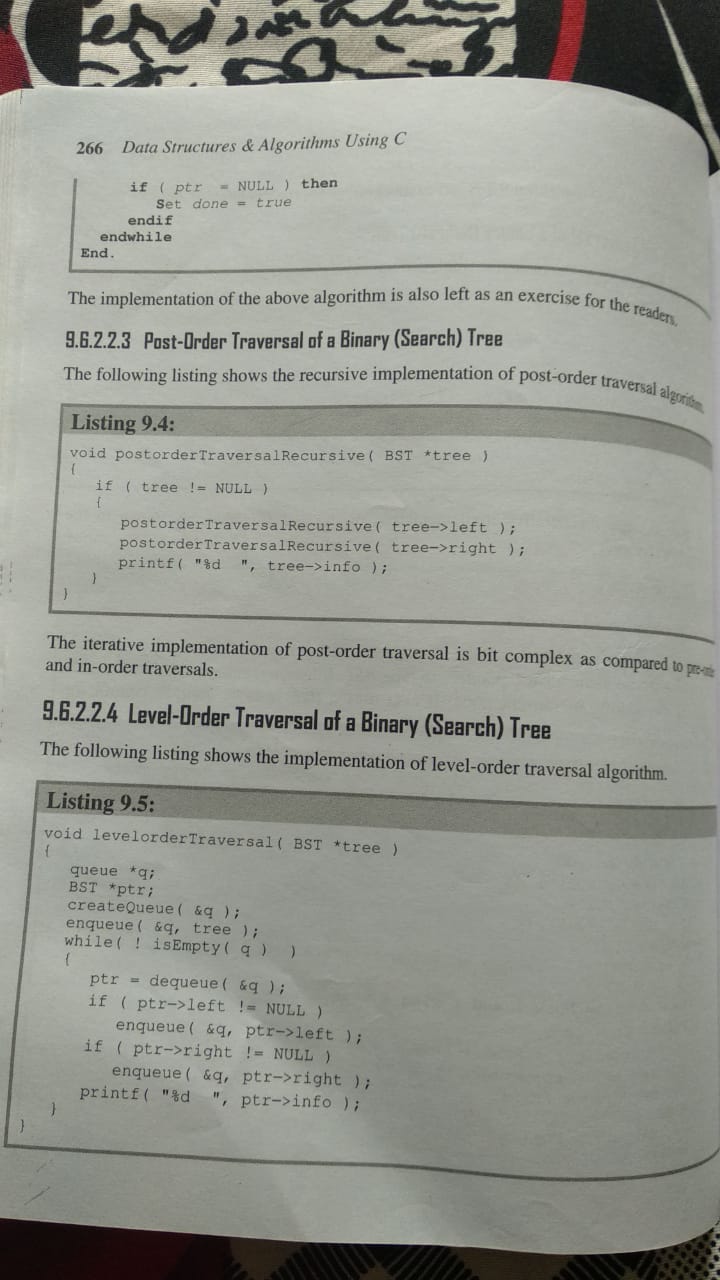 266 Data Structures & Algorithms Using C
if ( ptr = NULL ) then
Set done = true
endif
endwhile
End.
The implementation of the above algorithm is also left as an exercise for the readers.
9.6.2.2.3 Post-Order Traversal of a Binary (Search) Tree
The following listing shows the recursive implementation of post-order traversal algorithm.
Listing 9.4:
void postorderTraversalRecursive( BST *tree )
{
if ( tree != NULL )
{
postorderTraversalRecursive( tree->left );
postorderTraversalRecursive( tree->right );
printf( "%d ", tree->info );
}
}
The iterative implementation of post-order traversal is bit complex as compared to
and in-order traversals.
9.6.2.2.4 Level-Order Traversal of a Binary (Search) Tree
The following listing shows the implementation of level-order traversal algorithm.
Listing 9.5:
void levelorderTraversal( BST *tree )
{
queue *q;
BST *ptr;
createQueue( &q );
enqueue( &q, tree );
while( ! isEmpty( q ) )
{
ptr = dequeue( &q );
if ( ptr->left != NULL )
enqueue( &q, ptr->left );
if ( ptr->right != NULL )
enqueue( &q, ptr->right );
printf( "%d ", ptr->info );
}
}